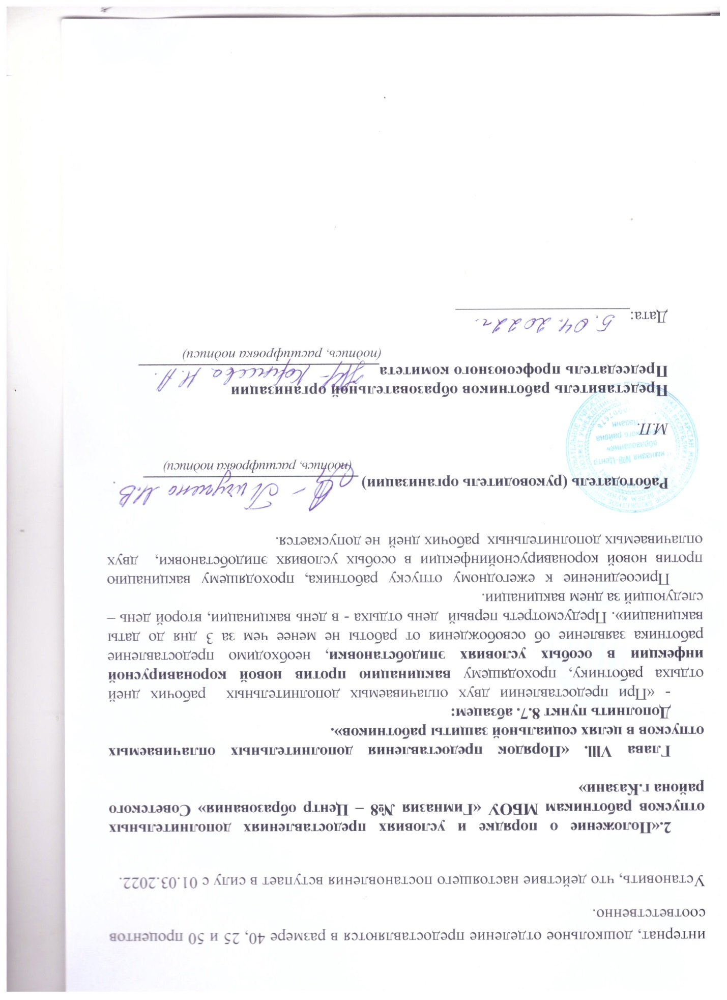 интернат, дошкольное отделение предоставляются в размере 40, 25 и 50 процентов
соответственно.
Установить, что действие настоящего постановления вступает в силу с 01.03.2022.
2.«Положение о порядке и условиях предоставлениях дополнительных
отпусков работникам МБОУ «Гимназия №8 – Центр образования» Советского
района г.Казани»
Глава VIII. «Порядок предоставления дополнительных оплачиваемых
отпусков в целях социальной защиты работников».
Дополнить пункт 8.7. абзацем:
- «При предоставлении двух оплачиваемых дополнительных рабочих дней
отдыха работнику, проходящему вакцинацию против новой коронавирусной
инфекции в особых условиях эпидобстановки, необходимо предоставление
работника заявление об освобождения от работы не менее чем за 3 дня до даты
вакцинации». Предусмотреть первый день отдыха - в день вакцинации, второй день –
следующий за днем вакцинации.
Присоединение к ежегодному отпуску работника, проходящему вакцинацию
против новой коронавируснойинфекции в особых условиях эпидобстановки, двух
оплачиваемых дополнительных рабочих дней не допускается.
Работодатель (руководитель организации)
(подпись, расшифровка подписи)
М.П.
Гимназия №8-Центр
образования»
района
Казани
Представитель работников образовательной организации
Председатель профсоюзного комитета
(подпись, расшифровка подписи)
Дата: 5.04.2022г.